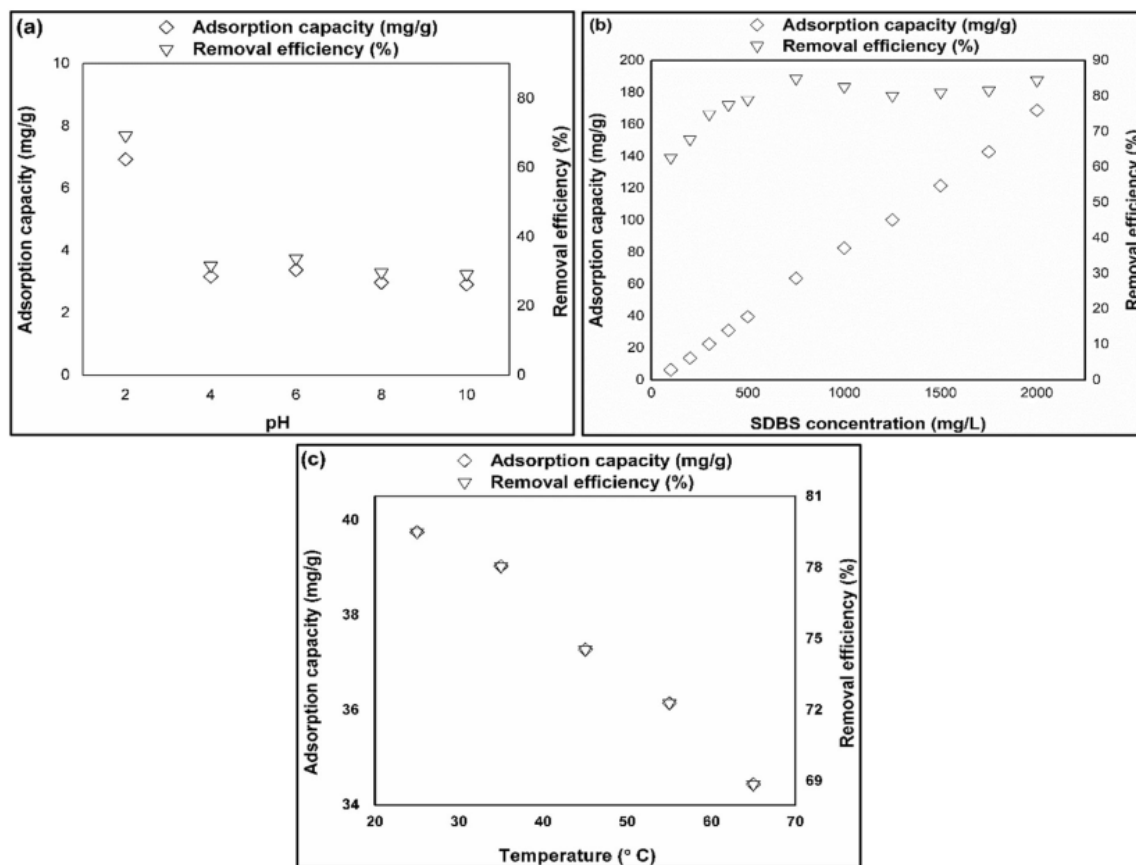 (a)
Adsorption capacity (mg/g)
Removal efficiency (%)
Adsorption capacity (mg/g)
10
8
6
4
2
0
80
60
40
20
0
Removal efficiency (%)
2 4 6 8 10
pH
(b)
Adsorption capacity (mg/g)
Removal efficiency (%)
Adsorption capacity (mg/g)
200
180
160
140
120
100
80
60
40
20
0
90
80
70
60
50
40
30
20
10
0
Removal efficiency (%)
0 500 1000 1500 2000
SDBS concentration (mg/L)
(c)
Adsorption capacity (mg/g)
Removal efficiency (%)
Adsorption capacity (mg/g)
40
38
36
34
81
78
75
72
69
Removal efficiency (%)
20 30 40 50 60 70
Temperature (° C)